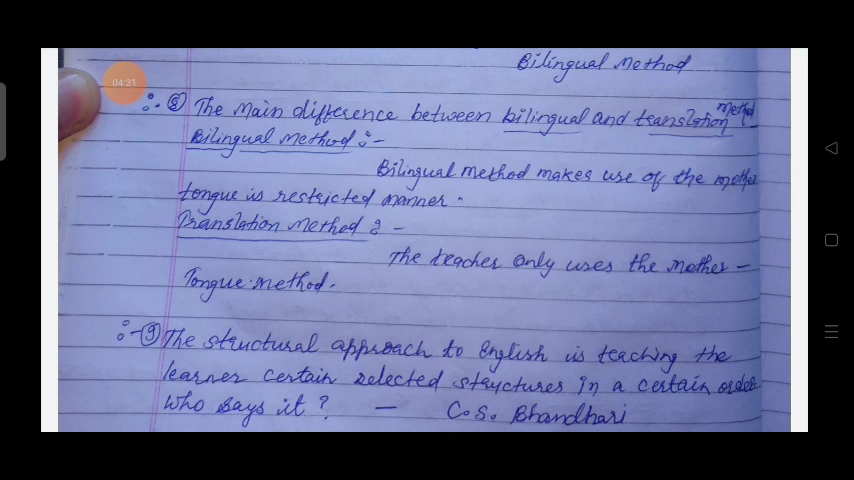 Bilingual Method
04:31
∴ ⑧ The main difference between bilingual and translation method
Bilingual Method :-
Bilingual method makes use of the mother
tongue is restricted manner.
Translation Method :-
The teacher only uses the mother -
Tongue method.
:- ⑨ The structural approach to English is teaching the
learner certain selected structures in a certain order
who says it? — C.S. Bhandhari